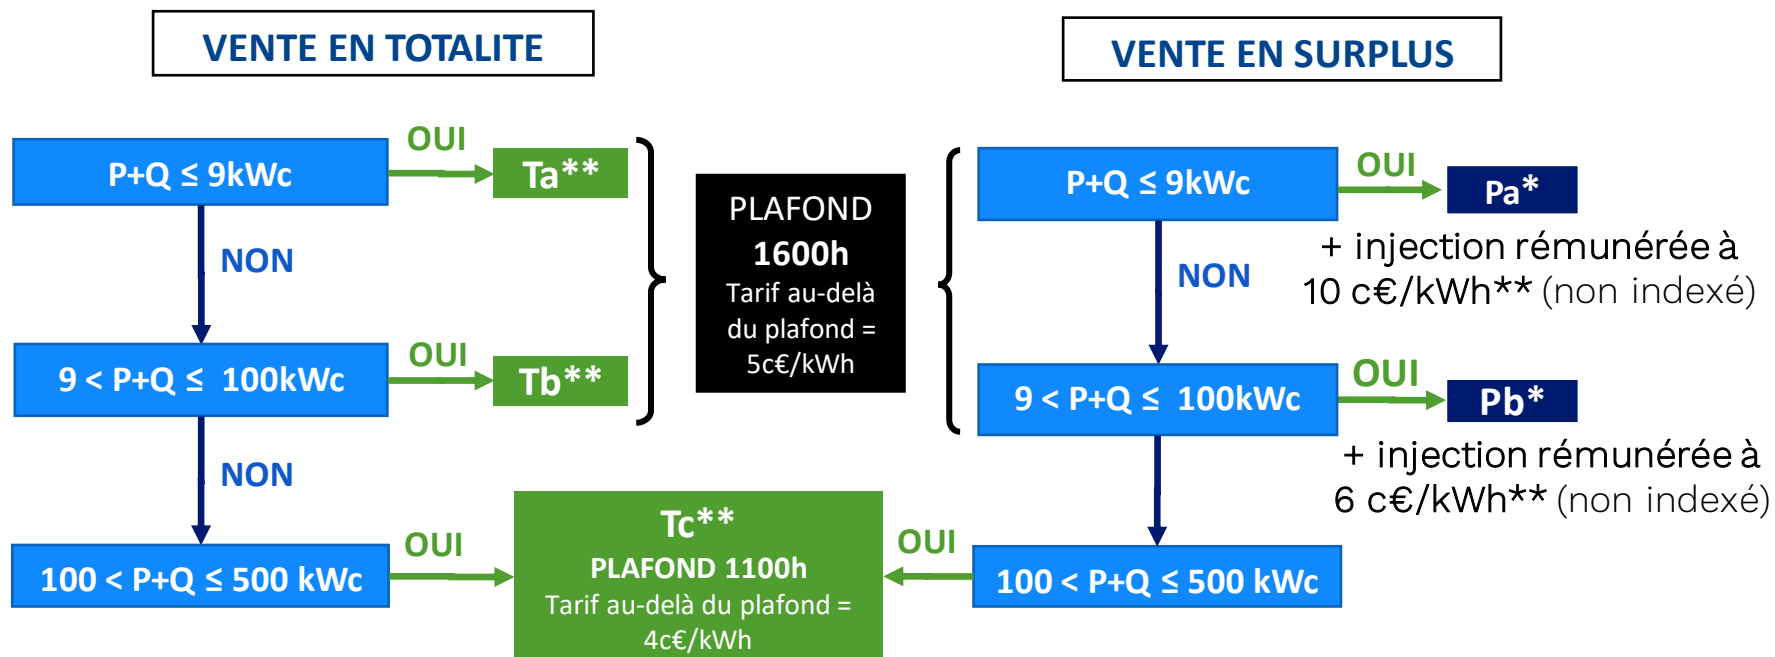 VENTE EN TOTALITE
VENTE EN SURPLUS
P+Q ≤ 9kWc
OUI
Ta**
NON
9 < P+Q ≤ 100kWc
OUI
Tb**
NON
100 < P+Q ≤ 500 kWc
OUI
PLAFOND
1600h
Tarif au-delà
du plafond =
5c€/kWh
Tc**
PLAFOND 1100h
Tarif au-delà du plafond =
4c€/kWh
P+Q ≤ 9kWc
OUI
Pa*
+ injection rémunérée à
10 c€/kWh** (non indexé)
NON
9 < P+Q ≤ 100kWc
OUI
Pb*
+ injection rémunérée à
6 c€/kWh** (non indexé)
OUI
100 < P+Q ≤ 500 kWc